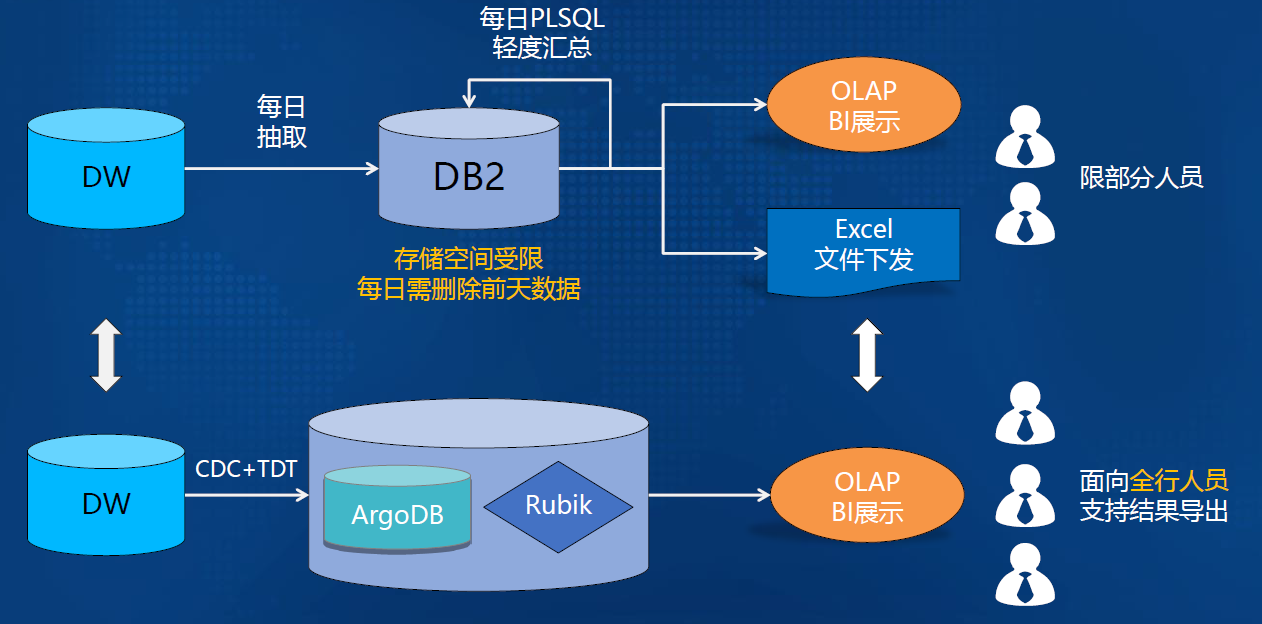 每日PLSQL
轻度汇总
DW
每日
抽取
DB2
存储空间受限
每日需删除前天数据
OLAP
BI展示
Excel
文件下发
限部分人员
DW
CDC+TDT
ArgoDB
Rubik
OLAP
BI展示
面向全行人员
支持结果导出